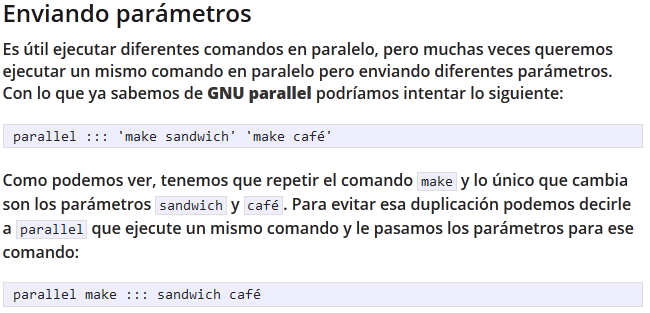 Enviando parámetros
Es útil ejecutar diferentes comandos en paralelo, pero muchas veces queremos
ejecutar un mismo comando en paralelo pero enviando diferentes parámetros.
Con lo que ya sabemos de GNU parallel podríamos intentar lo siguiente:
parallel ::: 'make sandwich' 'make café'
Como podemos ver, tenemos que repetir el comando make y lo único que cambia
son los parámetros sandwich y café. Para evitar esa duplicación podemos decirle
a parallel que ejecute un mismo comando y le pasamos los parámetros para ese
comando:
parallel make ::: sandwich café